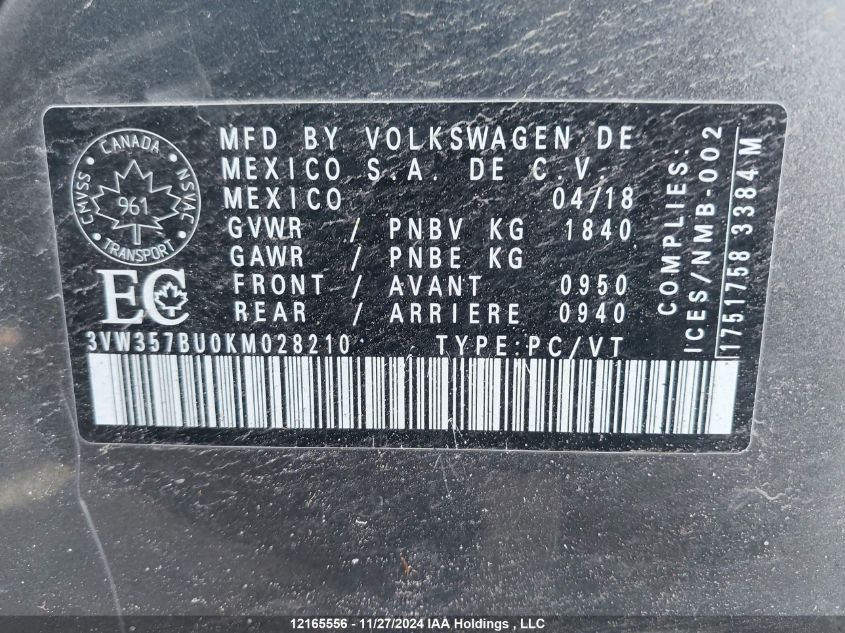 CANADA
CMVSS
NSVAC
961
TRANSPORT
EC
MFD BY VOLKSWAGEN DE
MEXICO S.A. DE C.V.
MEXICO 04/18
GVWR / PNBV KG 1840
GAWR / PNBE KG
FRONT / AVANT 0950
REAR / ARRIERE 0940
3VW357BU0KM028210 TYPE:PC/VT
COMPLIES:
ICES/NMB-002
1751758 3384 M
12165556 - 11/27/2024 IAA Holdings , LLC